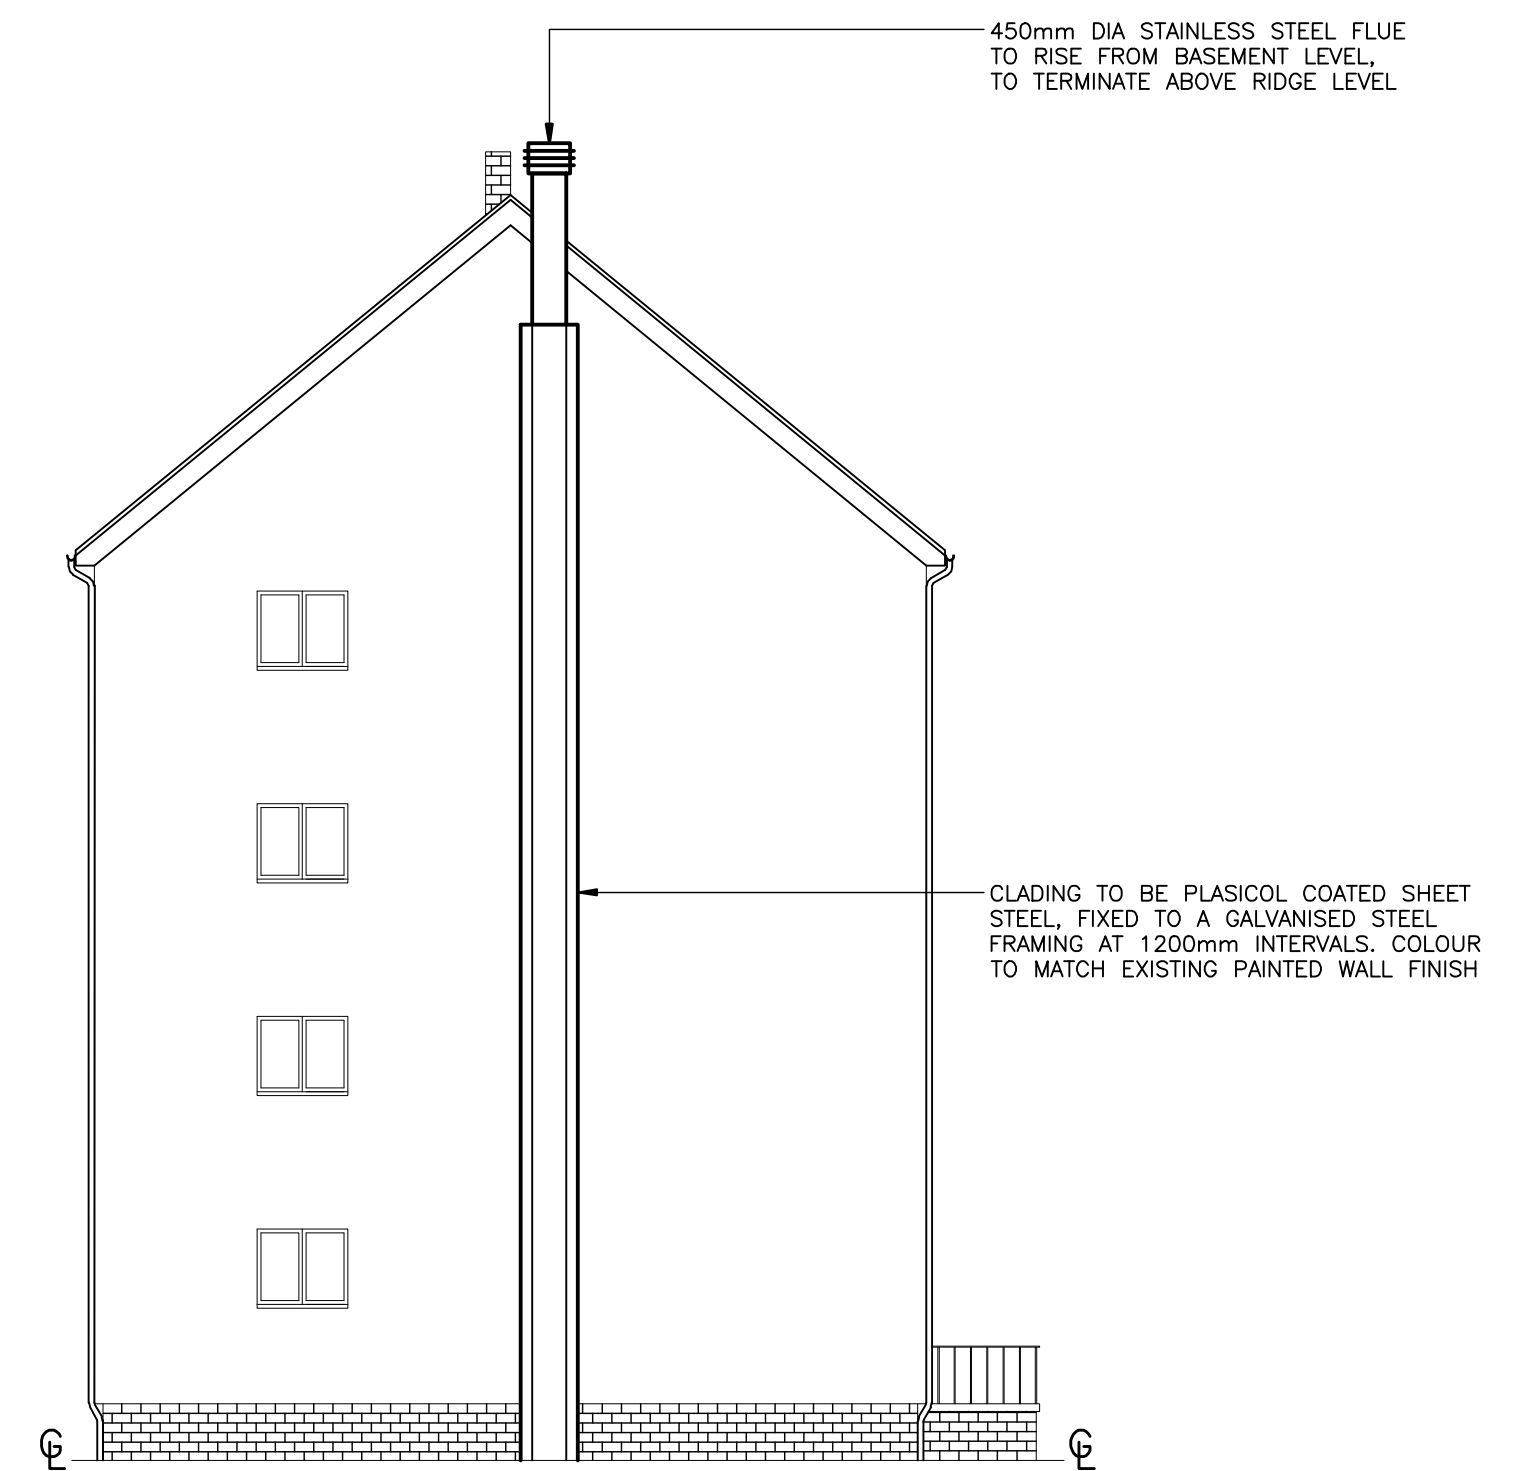 450mm DIA STAINLESS STEEL FLUE
TO RISE FROM BASEMENT LEVEL,
TO TERMINATE ABOVE RIDGE LEVEL
CLADING TO BE PLASICOL COATED SHEET
STEEL, FIXED TO A GALVANISED STEEL
FRAMING AT 1200mm INTERVALS. COLOUR
TO MATCH EXISTING PAINTED WALL FINISH
GL
GL